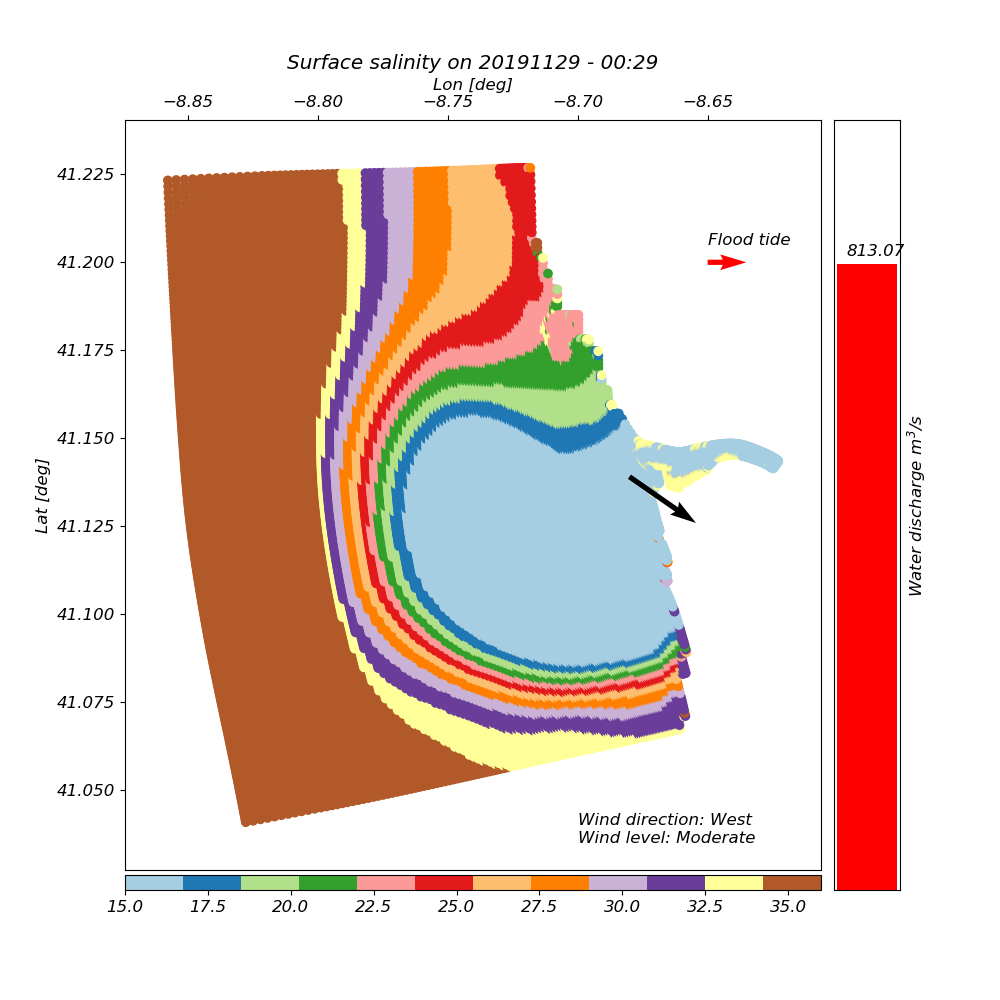 Surface salinity on 20191129 - 00:29
Lon [deg]
−8.85 −8.80 −8.75 −8.70 −8.65
41.225
41.200
41.175
41.150
41.125
41.100
41.075
41.050
Lat [deg]
Flood tide
813.07
Water discharge m³/s
Wind direction: West
Wind level: Moderate
15.0 17.5 20.0 22.5 25.0 27.5 30.0 32.5 35.0